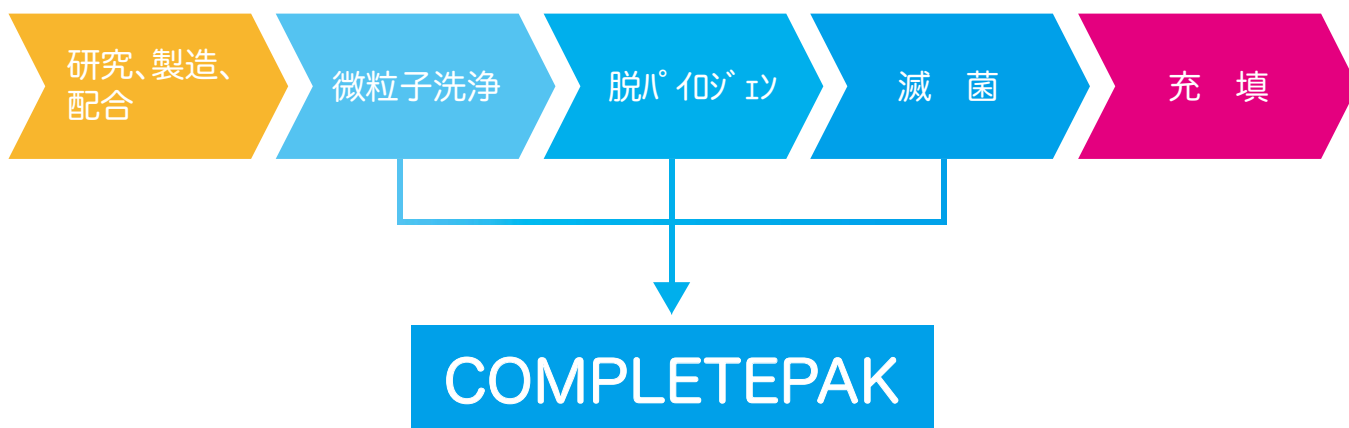 研究、製造、
配合
微粒子洗浄
脱ﾊﾟｲﾛｼﾞｪﾝ
滅　菌
充　填
COMPLETEPAK